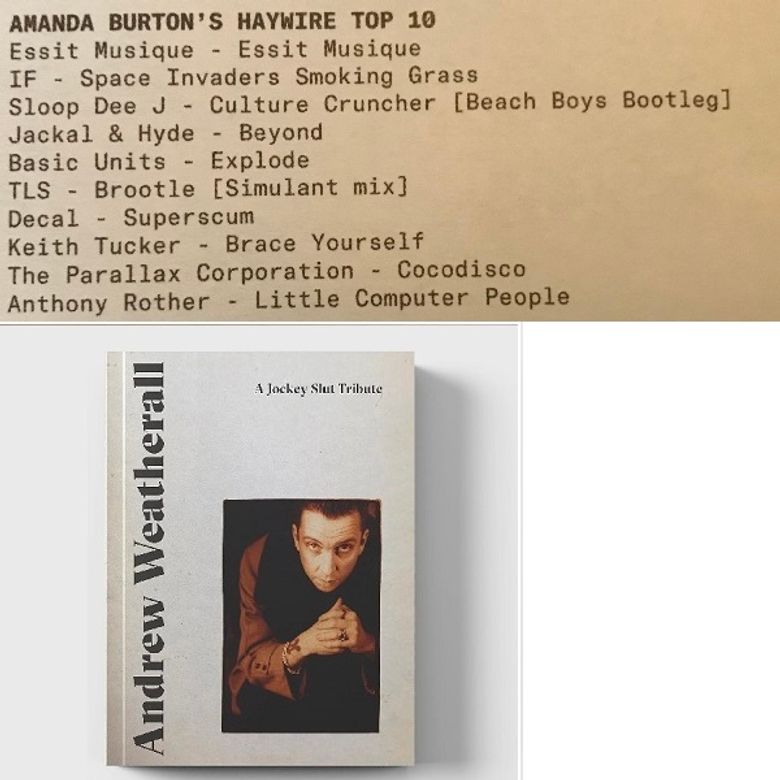 AMANDA BURTON'S HAYWIRE TOP 10
Essit Musique - Essit Musique
IF - Space Invaders Smoking Grass
Sloop Dee J - Culture Cruncher [Beach Boys Bootleg]
Jackal & Hyde - Beyond
Basic Units - Explode
TLS - Brootle [Simulant mix]
Decal - Superscum
Keith Tucker - Brace Yourself
The Parallax Corporation - Cocodisco
Anthony Rother - Little Computer People
A Jockey Slut Tribute
Andrew Weatherall